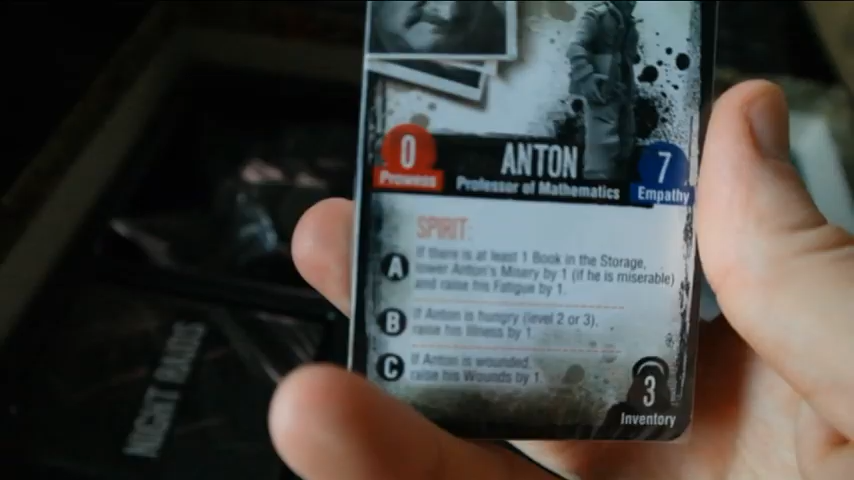 0
Prowess
ANTON
Professor of Mathematics
7
Empathy
SPIRIT:
A
If there is at least 1 Book in the Storage,
lower Anton's Misery by 1 (if he is miserable)
and raise his Fatigue by 1.
B
If Anton is hungry (level 2 or 3),
raise his Illness by 1.
C
If Anton is wounded,
raise his Wounds by 1.
3
Inventory
NIGHT RAIDS